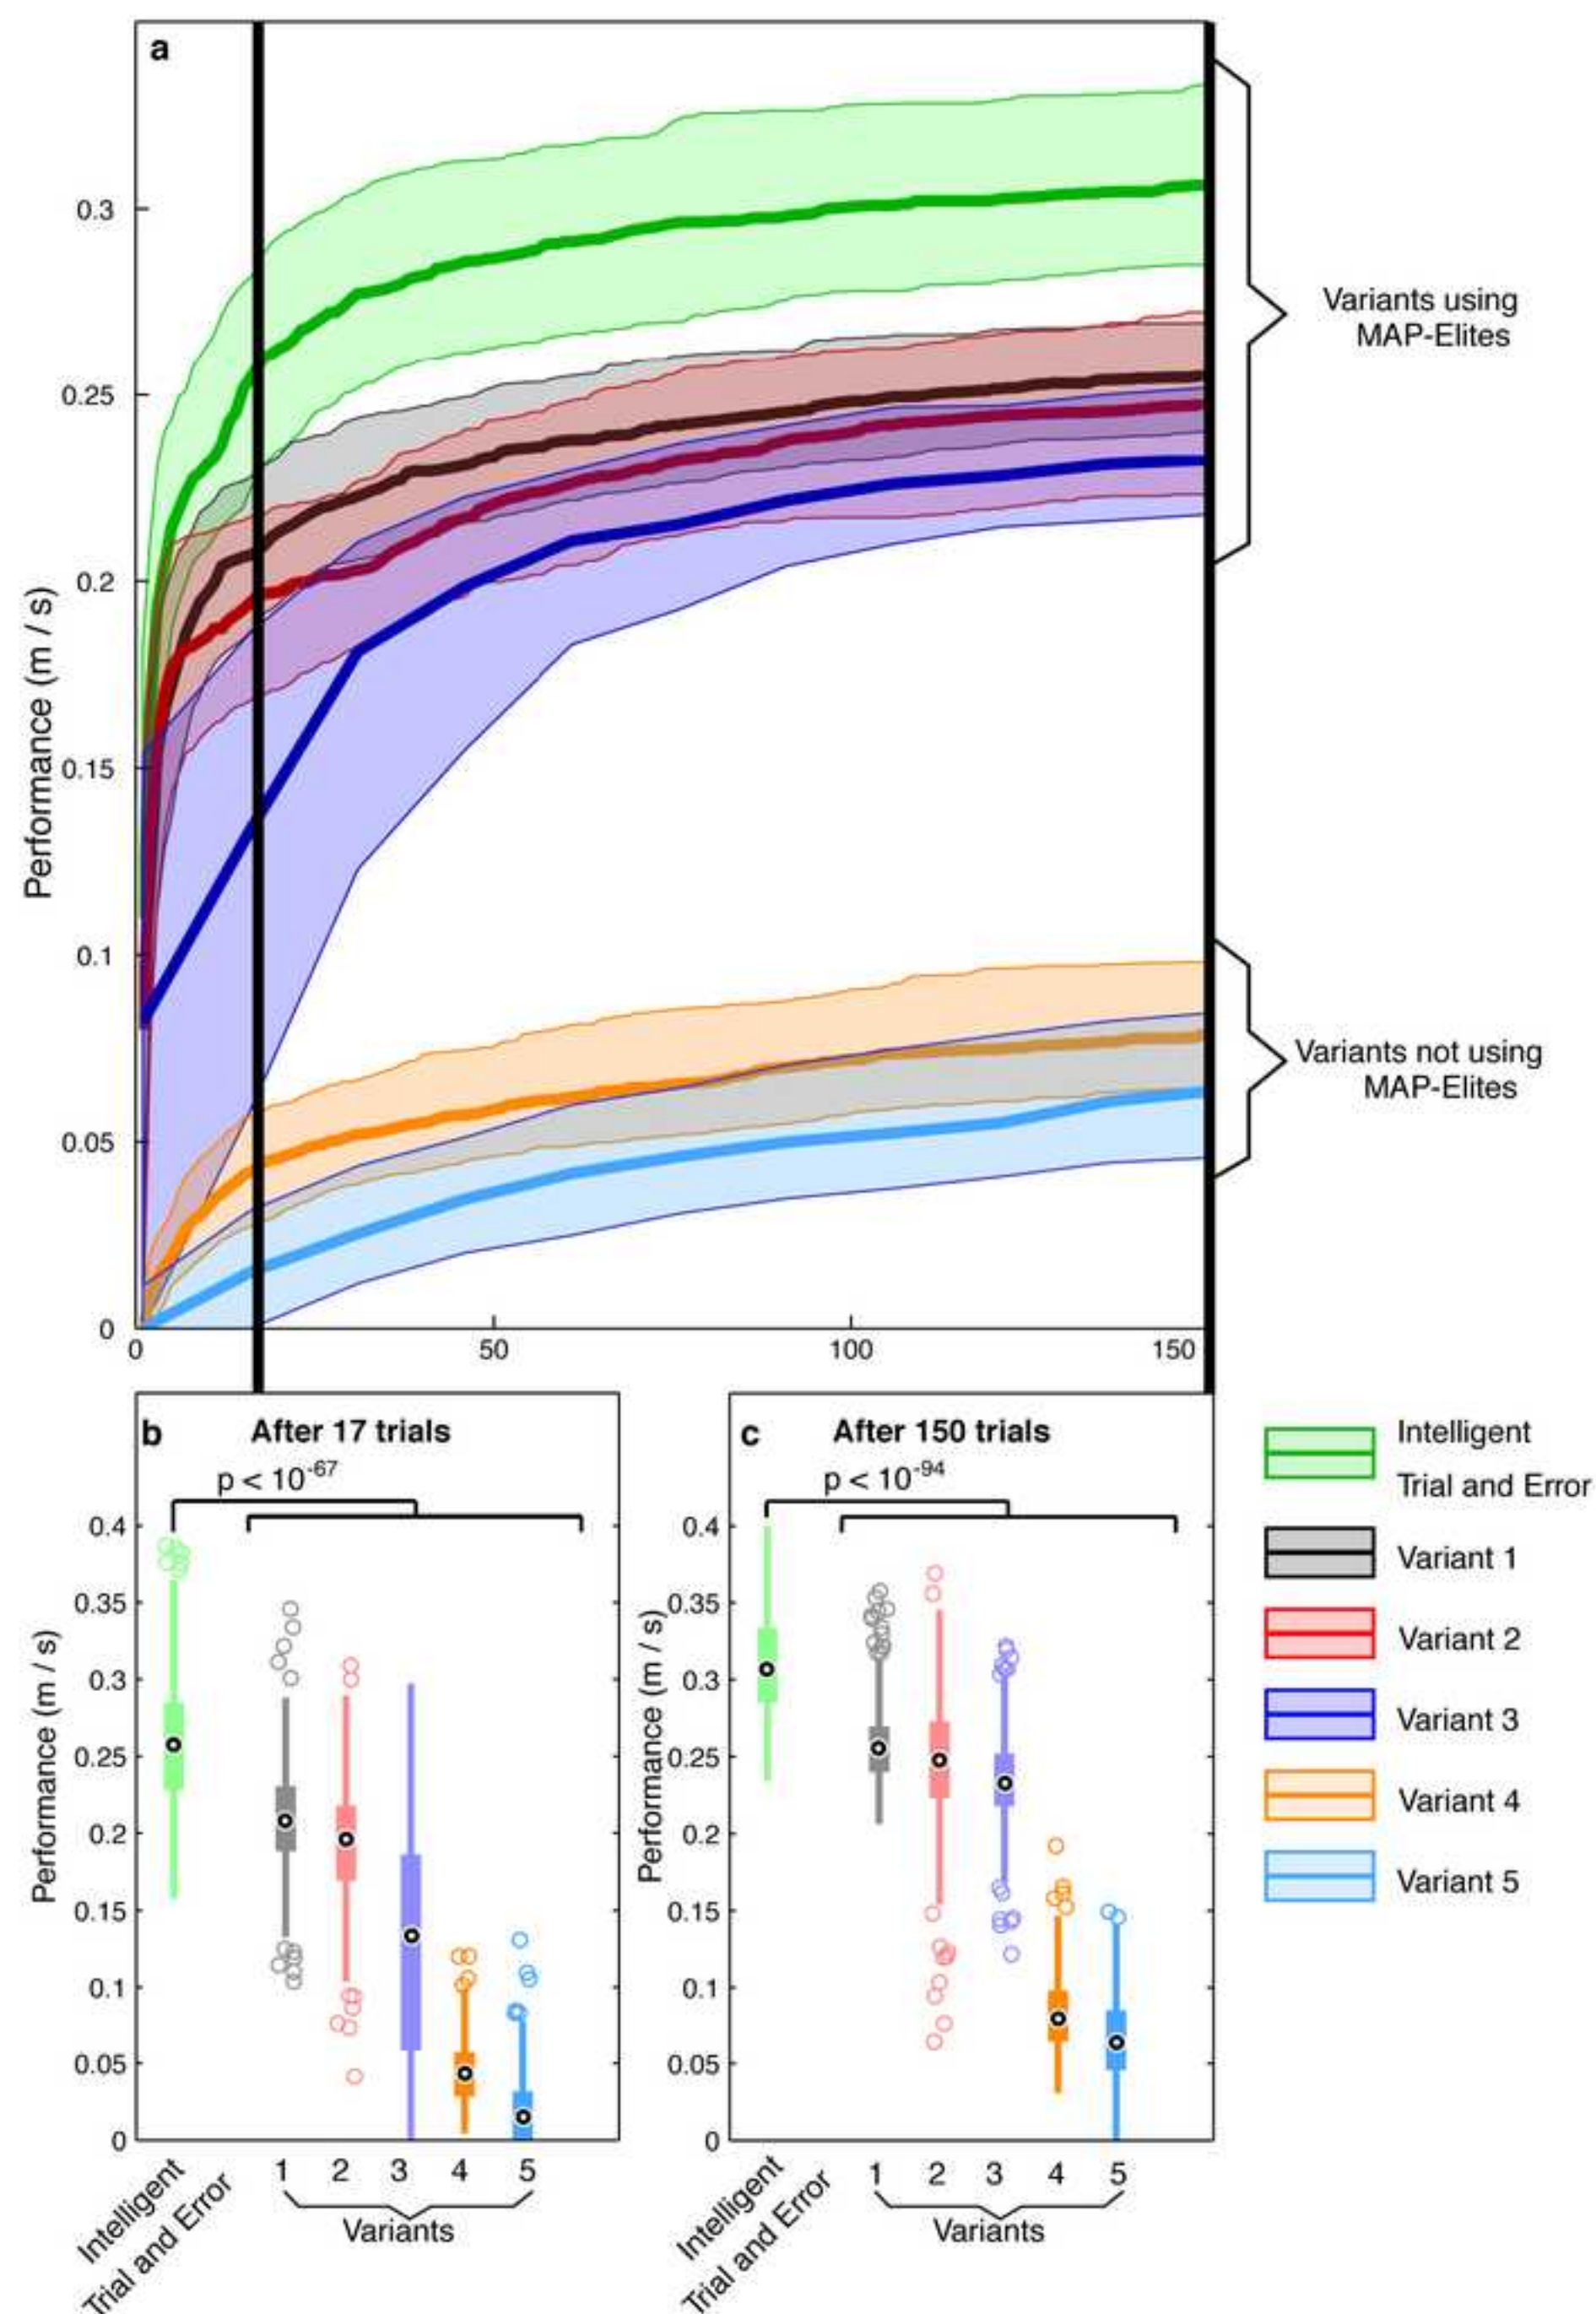 a
0.3
0.25
0.2
0.15
0.1
0.05
0
Performance (m / s)
0
50
100
150
Variants using
MAP-Elites
Variants not using
MAP-Elites
b
After 17 trials
p < 10-67
0.4
0.35
0.3
0.25
0.2
0.15
0.1
0.05
0
Performance (m / s)
Intelligent
Trial and Error
1
2
3
4
5
Variants
c
After 150 trials
p < 10-94
0.4
0.35
0.3
0.25
0.2
0.15
0.1
0.05
0
Performance (m / s)
Intelligent
Trial and Error
1
2
3
4
5
Variants
Intelligent
Trial and Error
Variant 1
Variant 2
Variant 3
Variant 4
Variant 5